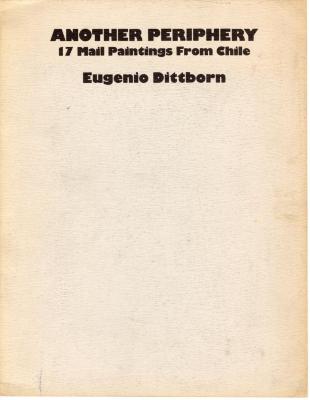 ANOTHER PERIPHERY
17 Mail Paintings From Chile
Eugenio Dittborn